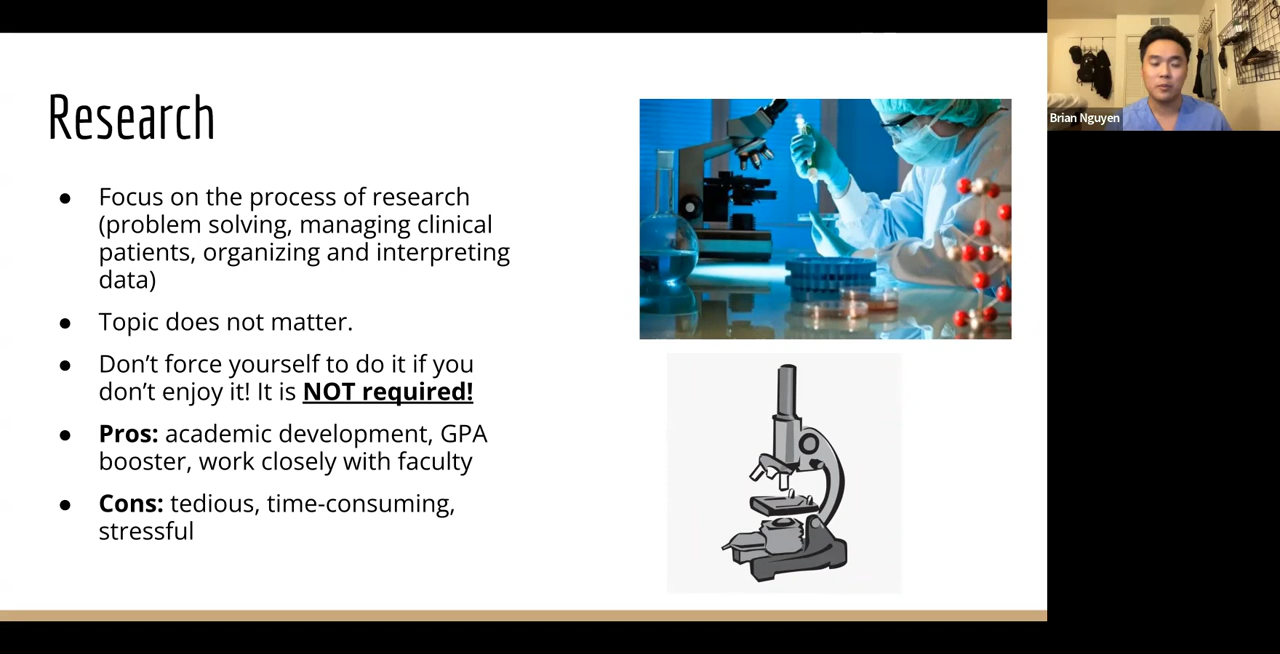 Research
● Focus on the process of research
(problem solving, managing clinical
patients, organizing and interpreting
data)
● Topic does not matter.
● Don’t force yourself to do it if you
don’t enjoy it! It is NOT required!
● Pros: academic development, GPA
booster, work closely with faculty
● Cons: tedious, time-consuming,
stressful
Brian Nguyen